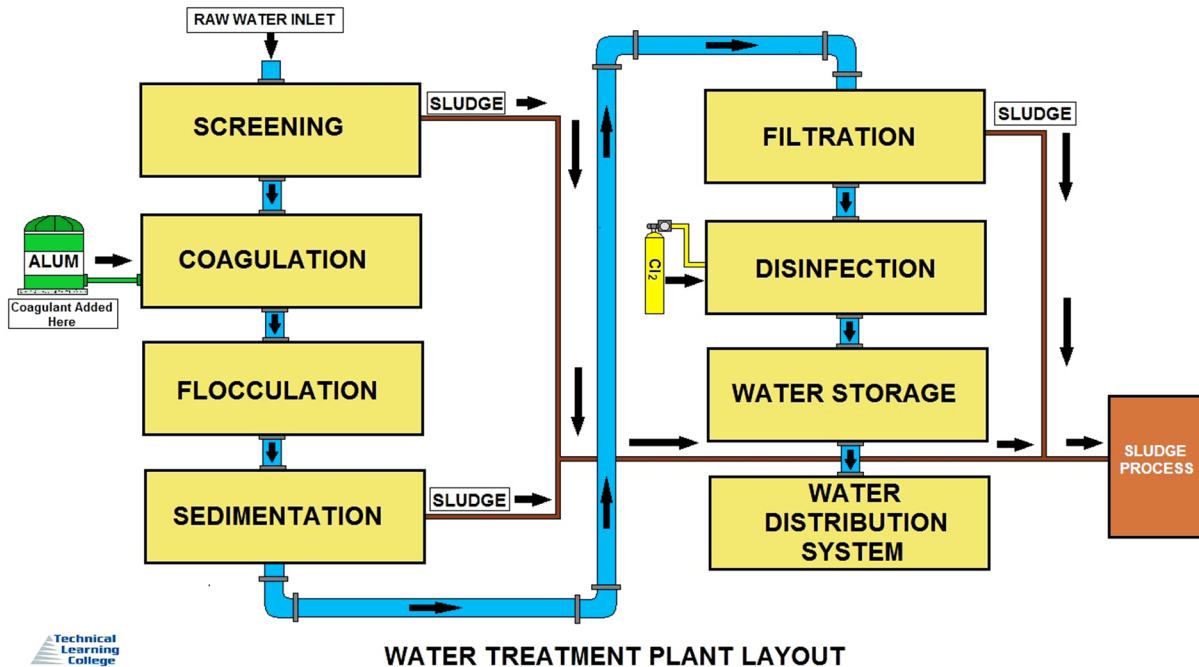 RAW WATER INLET
SCREENING
SLUDGE
COAGULATION
ALUM
Coagulant Added
Here
FLOCCULATION
SEDIMENTATION
SLUDGE
FILTRATION
SLUDGE
DISINFECTION
Cl2
WATER STORAGE
WATER
DISTRIBUTION
SYSTEM
SLUDGE
PROCESS
Technical
Learning
College
WATER TREATMENT PLANT LAYOUT